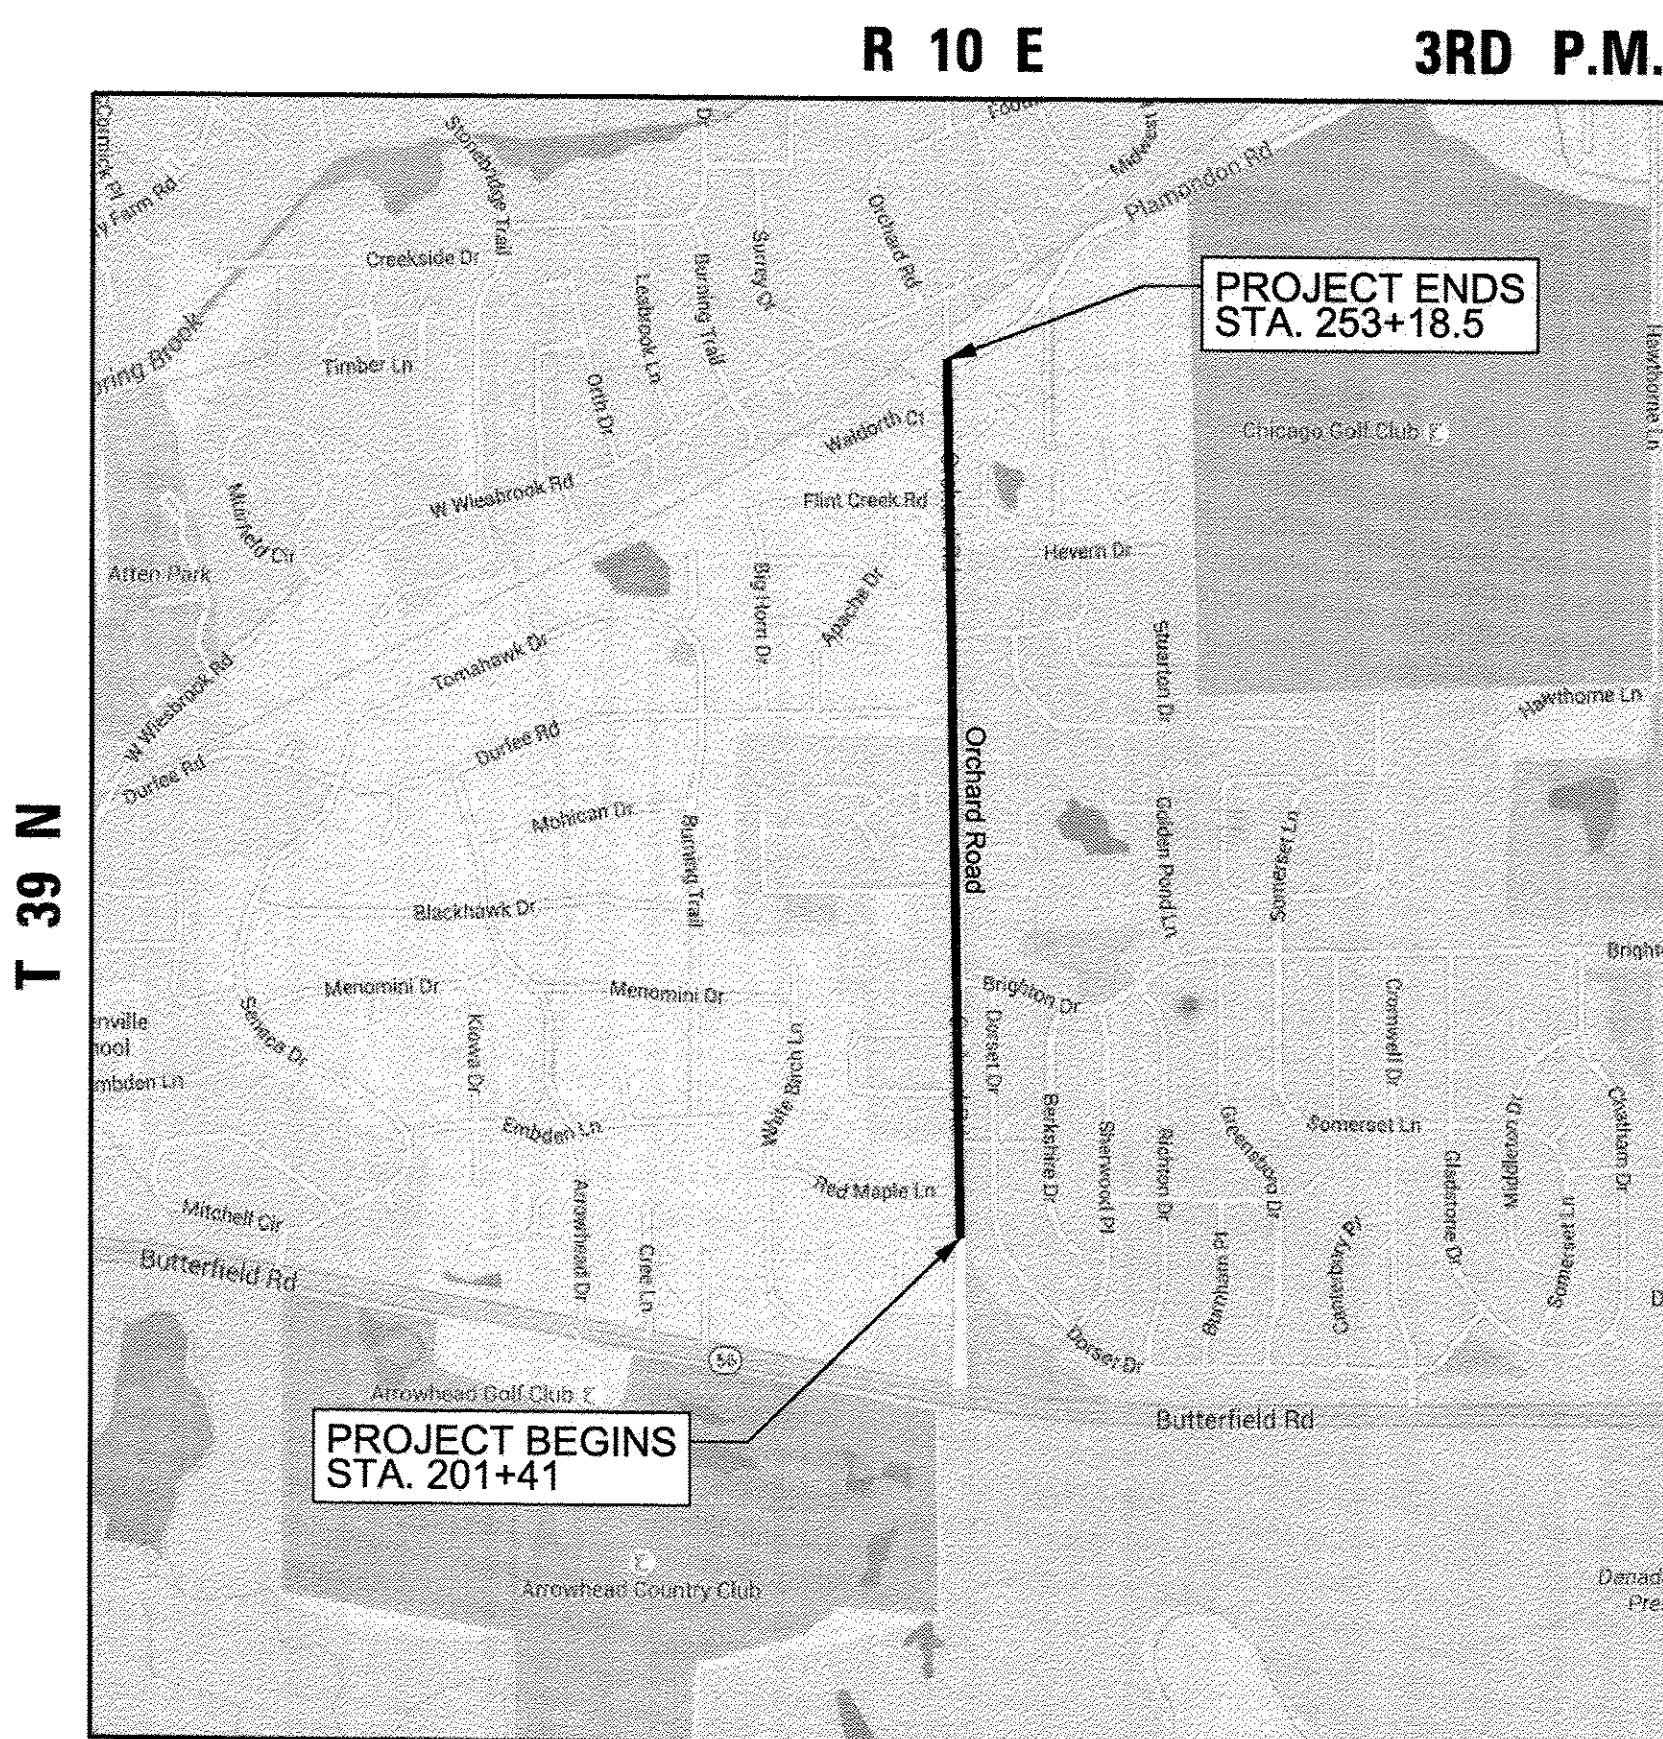 R 10 E
3RD P.M.
T 39 N
Stonebridge Trail
Dr
Plamondon Rd
Creekside Dr
Orchard Rd
Surrey Dr
Burning Trail
Leabrook Ln
PROJECT ENDS
STA. 253+18.5
Timber Ln
Orth Dr
Waldorth Ct
Chicago Golf Club
Hawthorne Ln
W Wiesbrook Rd
Flint Creek Rd
Muirfield Cir
Hevern Dr
Atten Park
Big Horn Dr
Apache Dr
Tomahawk Dr
Stuarton Dr
W Wiesbrook Rd
Hawthorne Ln
Durfee Rd
Durfee Rd
Orchard Road
Mohican Dr
Burning Trail
Golden Pond Ln
Somerset Ln
Blackhawk Dr
Menomini Dr
Menomini Dr
Brighton Dr
Seneca Dr
Kiowa Dr
White Birch Ln
Dorset Dr
Cromwell Dr
Embden Ln
Berkshire Dr
Sherwood Pl
Richton Dr
Greensboro Dr
Somerset Ln
Gladstone Dr
Middleton Dr
Chatham Dr
Red Maple Ln
Mitchell Cir
Arrowhead Dr
Cree Ln
Burnham Pl
Canterbury Pl
Somerset Ln
Butterfield Rd
Dorset Dr
56
Arrowhead Golf Club
Butterfield Rd
PROJECT BEGINS
STA. 201+41
Arrowhead Country Club